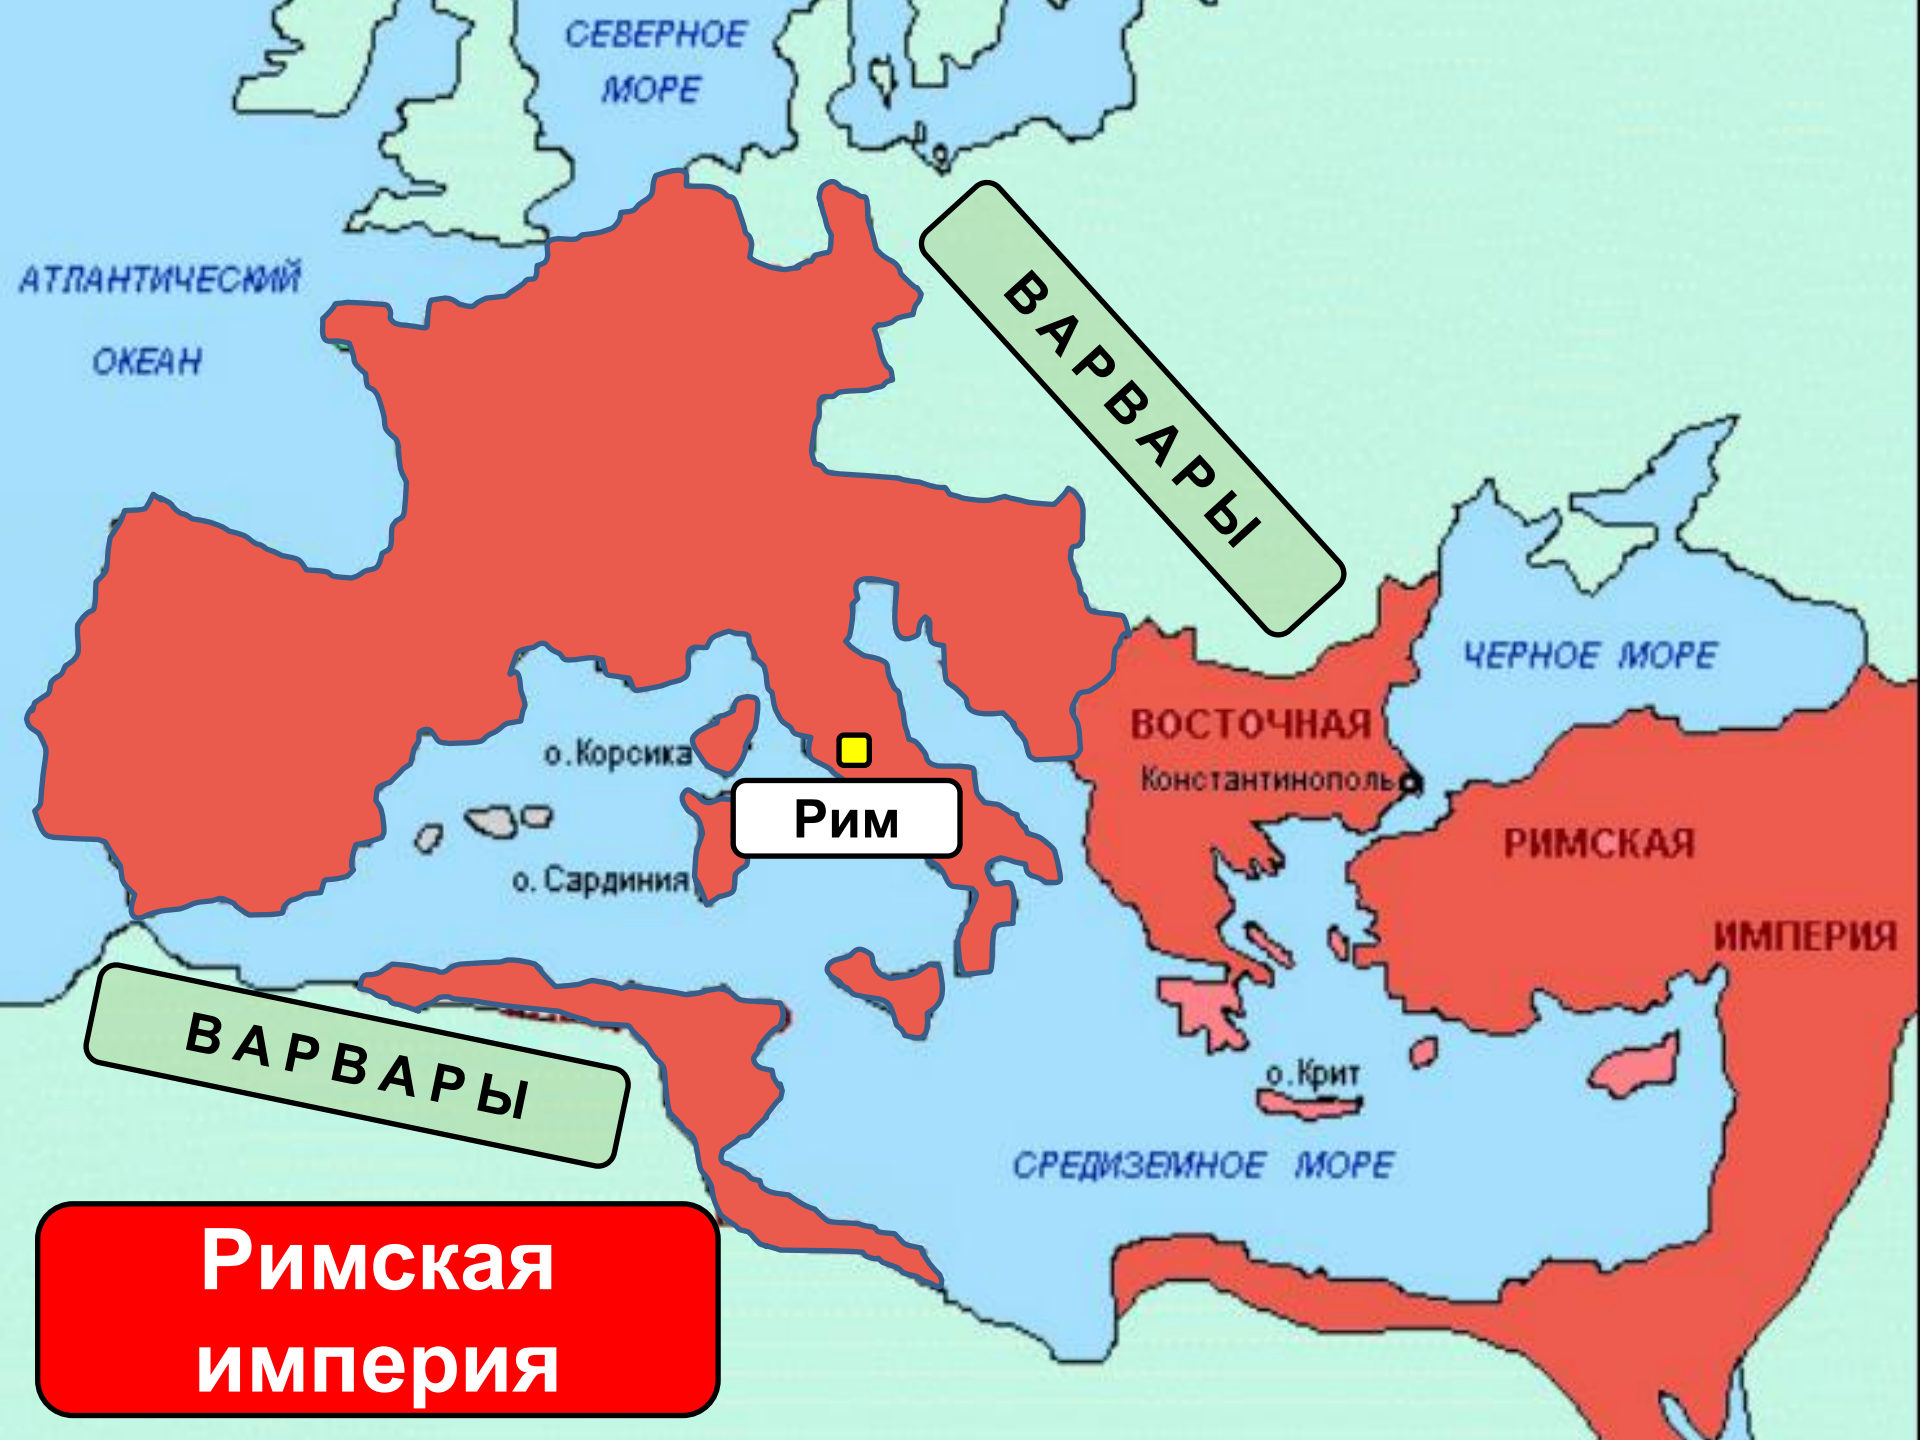 СЕВЕРНОЕ
МОРЕ
АТЛАНТИЧЕСКИЙ
ОКЕАН
ВАРВАРЫ
ЧЕРНОЕ МОРЕ
ВОСТОЧНАЯ
Константинополь
РИМСКАЯ
ИМПЕРИЯ
о.Корсика
Рим
о. Сардиния
ВАРВАРЫ
о.Крит
СРЕДИЗЕМНОЕ МОРЕ
Римская
империя